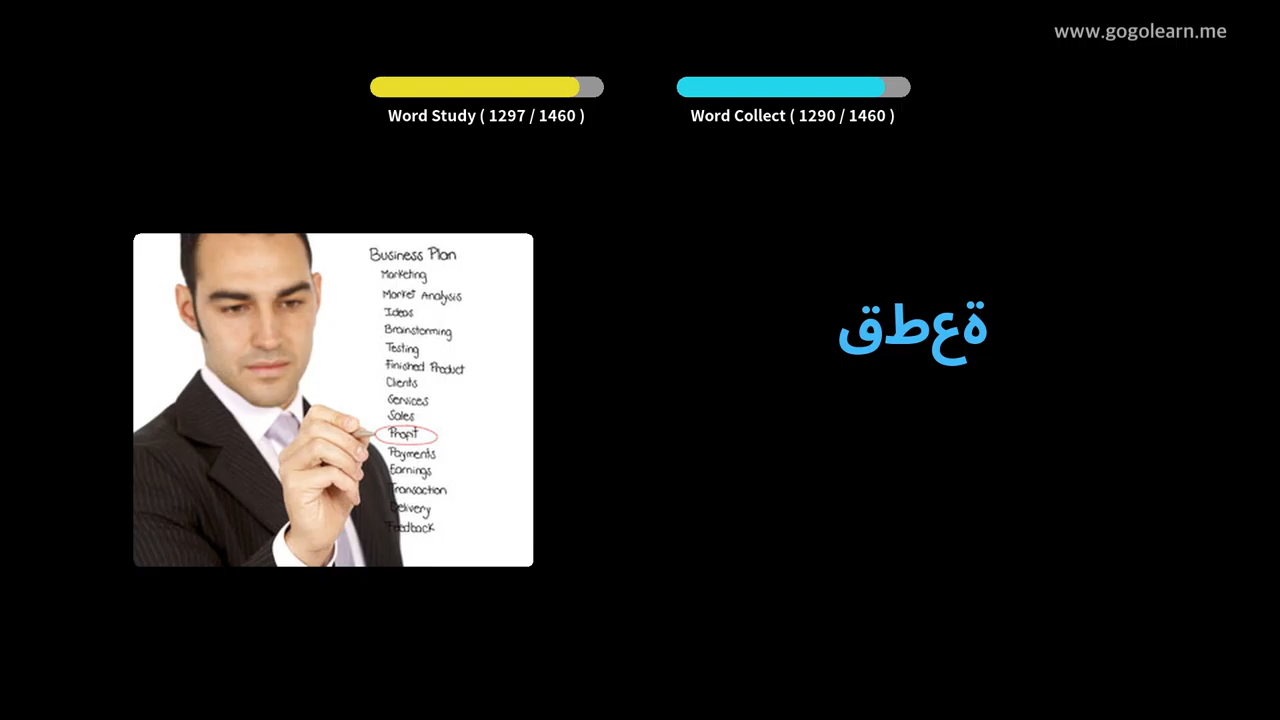 www.gogolearn.me
Word Study ( 1297 / 1460 )
Word Collect ( 1290 / 1460 )
Business Plan
Marketing
Market Analysis
Ideas
Brainstorming
Testing
Finished Product
Clients
Services
Sales
Profit
Payments
Earnings
Transaction
Delivery
Feedback
قطعة